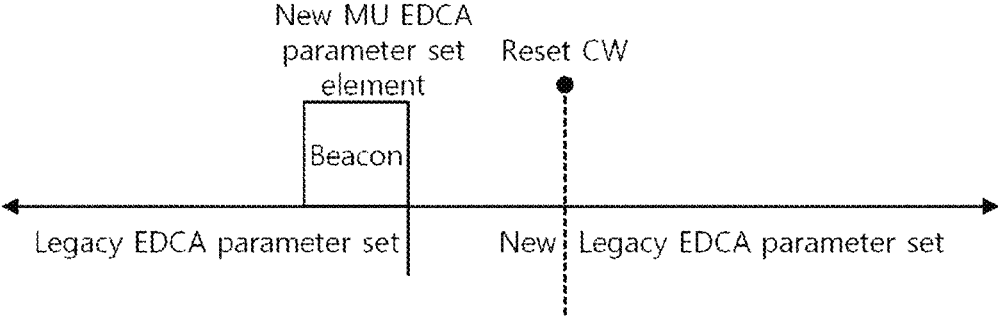 New MU EDCA
parameter set
element
Reset CW
Beacon
Legacy EDCA parameter set
New
Legacy EDCA parameter set